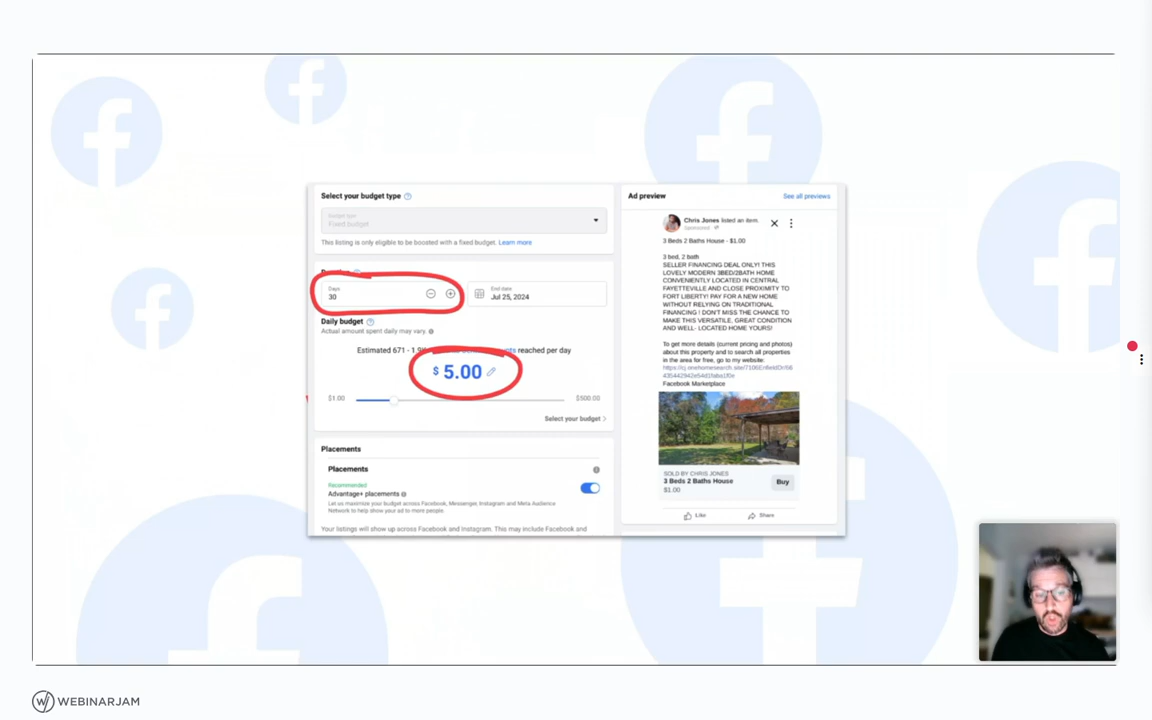 Select your budget type
Budget type
Fixed budget
This listing is only eligible to be boosted with a fixed budget. Learn more
Days
30
End date
Jul 25, 2024
Daily budget
Actual amount spent daily may vary.
Estimated 671 - 1.9 reached per day
$ 5.00
$1.00
$500.00
Select your budget
Placements
Placements
Recommended
Advantage+ placements
Let us maximize your budget across Facebook, Messenger, Instagram and Meta Audience
Network to help show your ad to more people.
Your listings will show up across Facebook and Instagram. This may include Facebook and
Ad preview
See all previews
Chris Jones listed an item.
Sponsored
3 Beds 2 Baths House - $1.00
3 bed, 2 bath
SELLER FINANCING DEAL ONLY! THIS
LOVELY MODERN 3BED/2BATH HOME
CONVENIENTLY LOCATED IN CENTRAL
FAYETTEVILLE AND CLOSE PROXIMITY TO
FORT LIBERTY! PAY FOR A NEW HOME
WITHOUT RELYING ON TRADITIONAL
FINANCING ! DON'T MISS THE CHANCE TO
MAKE THIS VERSATILE, GREAT CONDITION
AND WELL- LOCATED HOME YOURS!
To get more details (current pricing and photos)
about this property and to search all properties
in the area for free, go to my website:
Facebook Marketplace
SOLD BY CHRIS JONES
3 Beds 2 Baths House
$1.00
Buy
Like
Share
WEBINARJAM